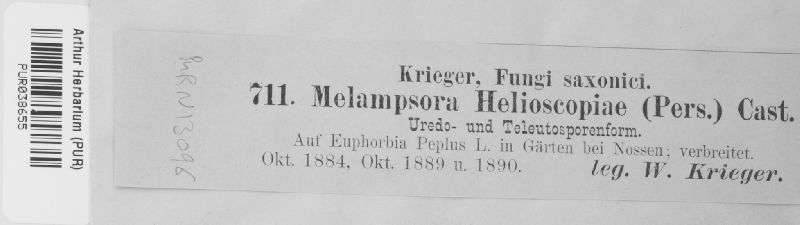 Arthur Herbarium (PUR)
PUR038655
PUR N13096
Krieger, Fungi saxonici.
711. Melampsora Helioscopiae (Pers.) Cast.
Uredo- und Teleutosporenform.
Auf Euphorbia Peplus L. in Gärten bei Nossen; verbreitet.
Okt. 1884, Okt. 1889 u. 1890. leg. W. Krieger.